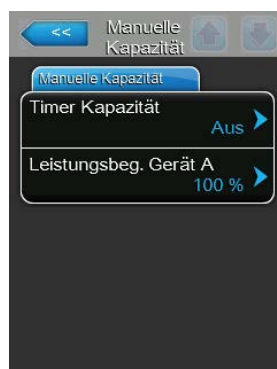 <<
Manuelle
Kapazität
Manuelle Kapazität
Timer Kapazität
Aus
Leistungsbeg. Gerät A
100 %